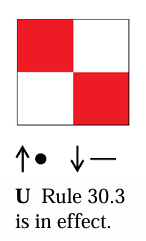 U Rule 30.3
is in effect.